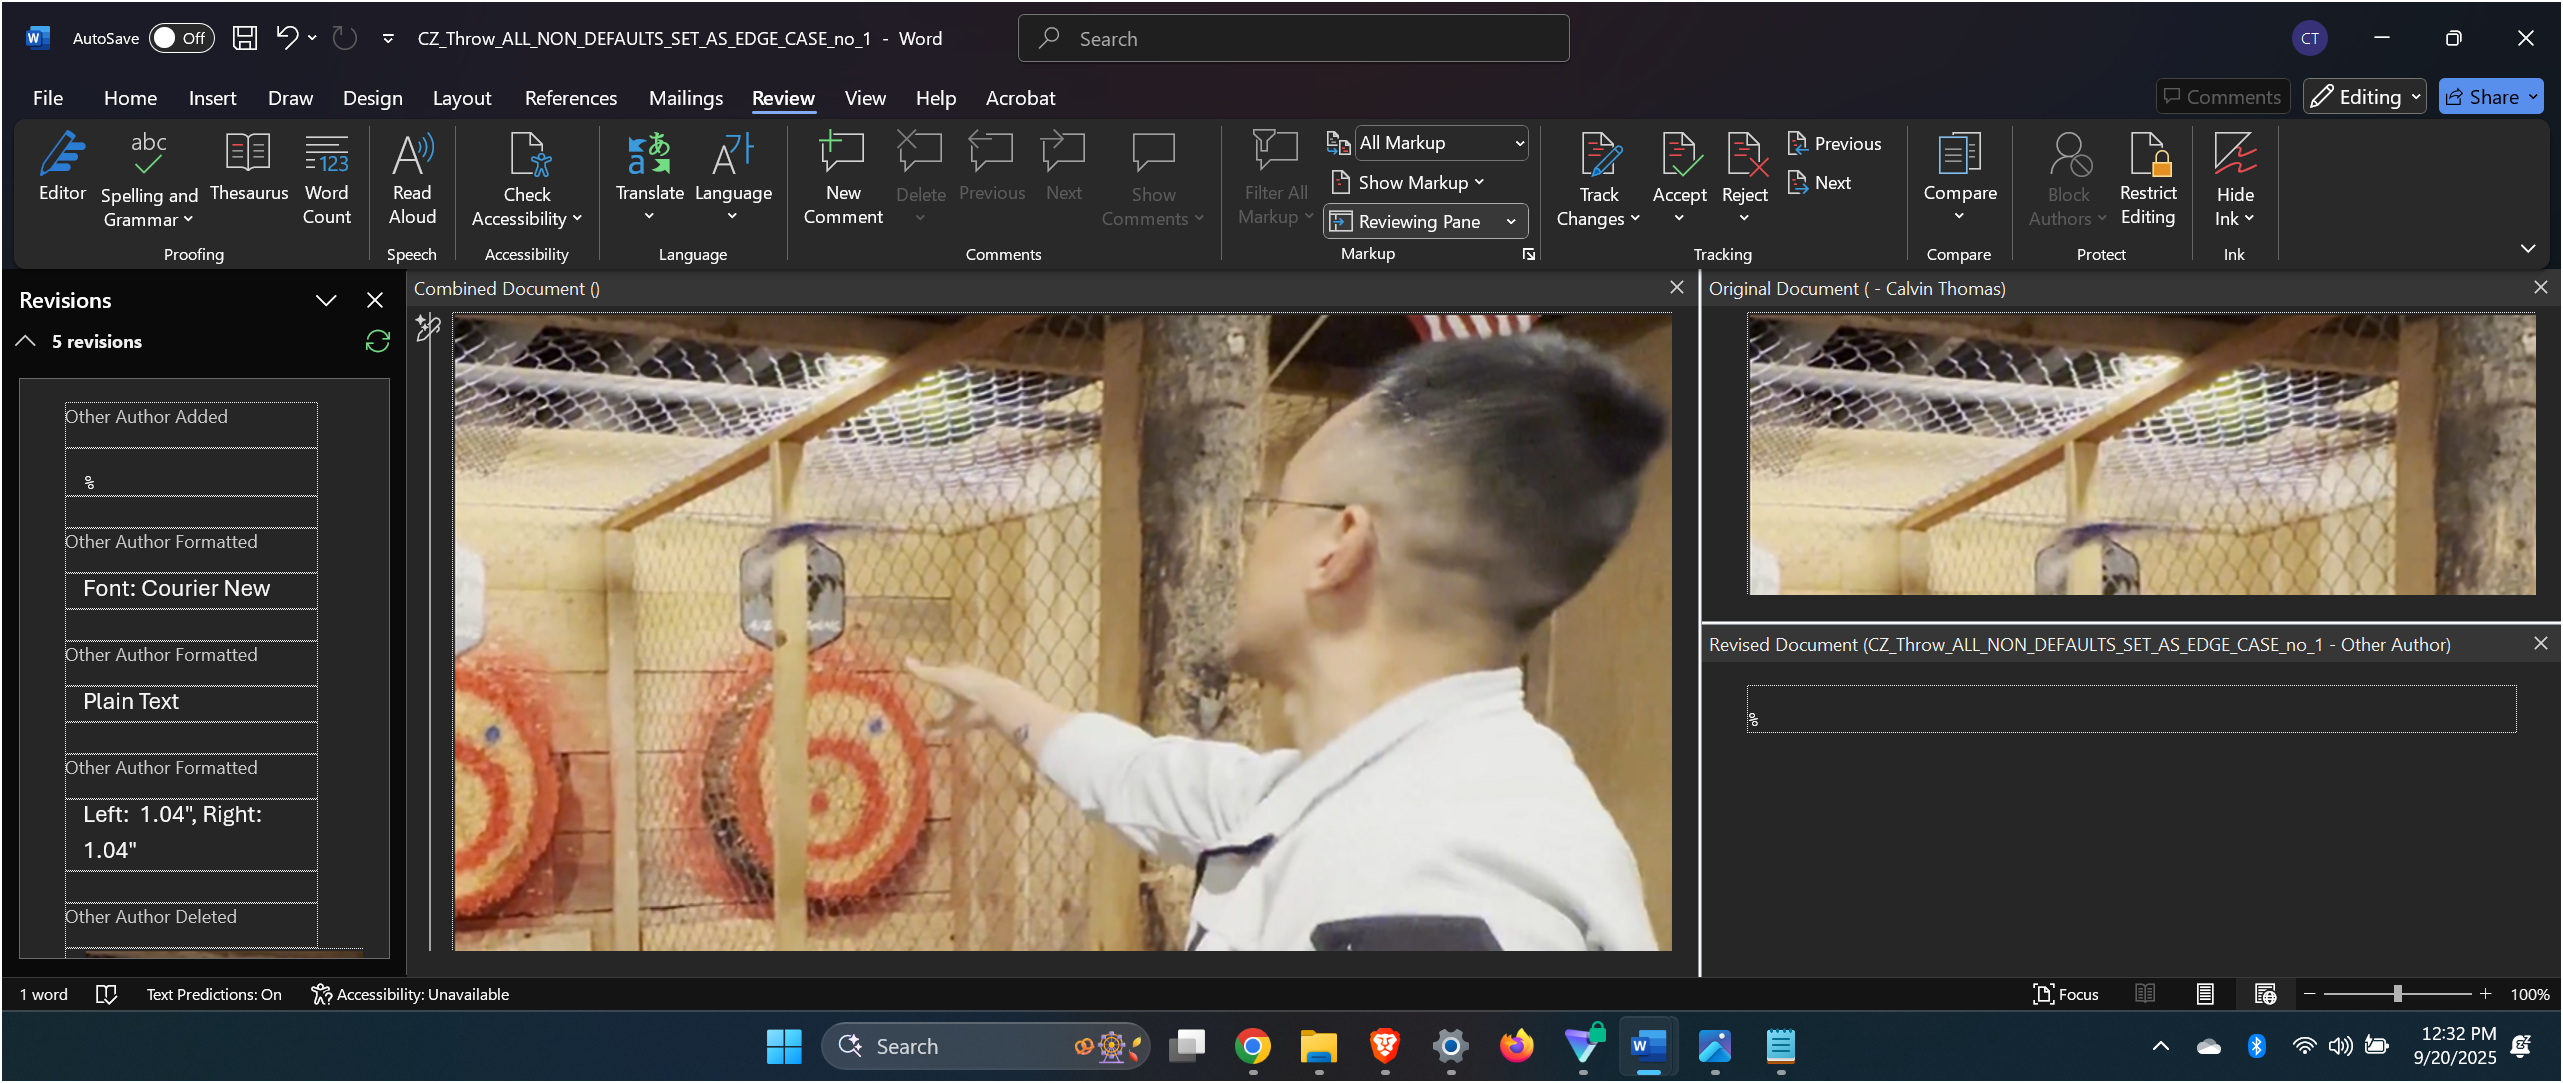 AutoSave Off CZ_Throw_ALL_NON_DEFAULTS_SET_AS_EDGE_CASE_no_1 - Word Search CT
File Home Insert Draw Design Layout References Mailings Review View Help Acrobat Comments Editing Share
Editor
abc
Spelling and
Grammar
Thesaurus
123
Word
Count
Proofing
Read
Aloud
Speech
Check
Accessibility
Accessibility
Translate
Language
Language
New
Comment
Delete
Previous
Next
Show
Comments
Comments
Filter All
Markup
All Markup
Show Markup
Reviewing Pane
Markup
Track
Changes
Accept
Reject
Previous
Next
Tracking
Compare
Compare
Block
Authors
Restrict
Editing
Protect
Hide
Ink
Ink
Revisions
5 revisions
Other Author Added
%
Other Author Formatted
Font: Courier New
Other Author Formatted
Plain Text
Other Author Formatted
Left: 1.04", Right:
1.04"
Other Author Deleted
Combined Document ()
Original Document ( - Calvin Thomas)
Revised Document (CZ_Throw_ALL_NON_DEFAULTS_SET_AS_EDGE_CASE_no_1 - Other Author)
%
1 word Text Predictions: On Accessibility: Unavailable Focus 100%
Search
12:32 PM
9/20/2025